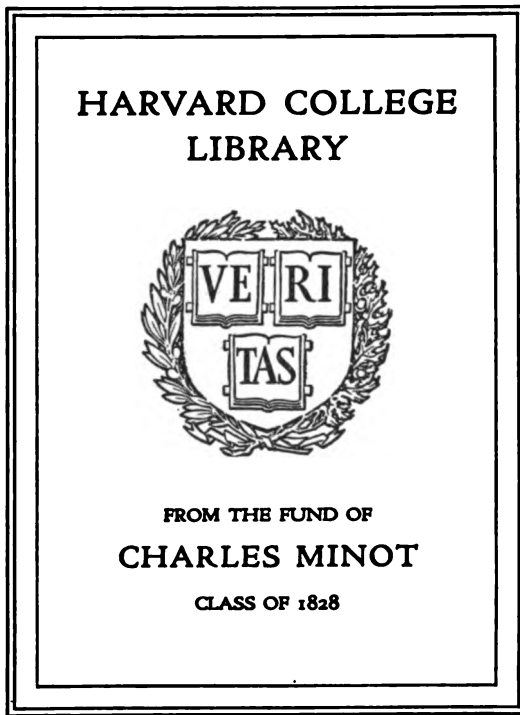 HARVARD COLLEGE
LIBRARY
VE RI
TAS
FROM THE FUND OF
CHARLES MINOT
CLASS OF 1828